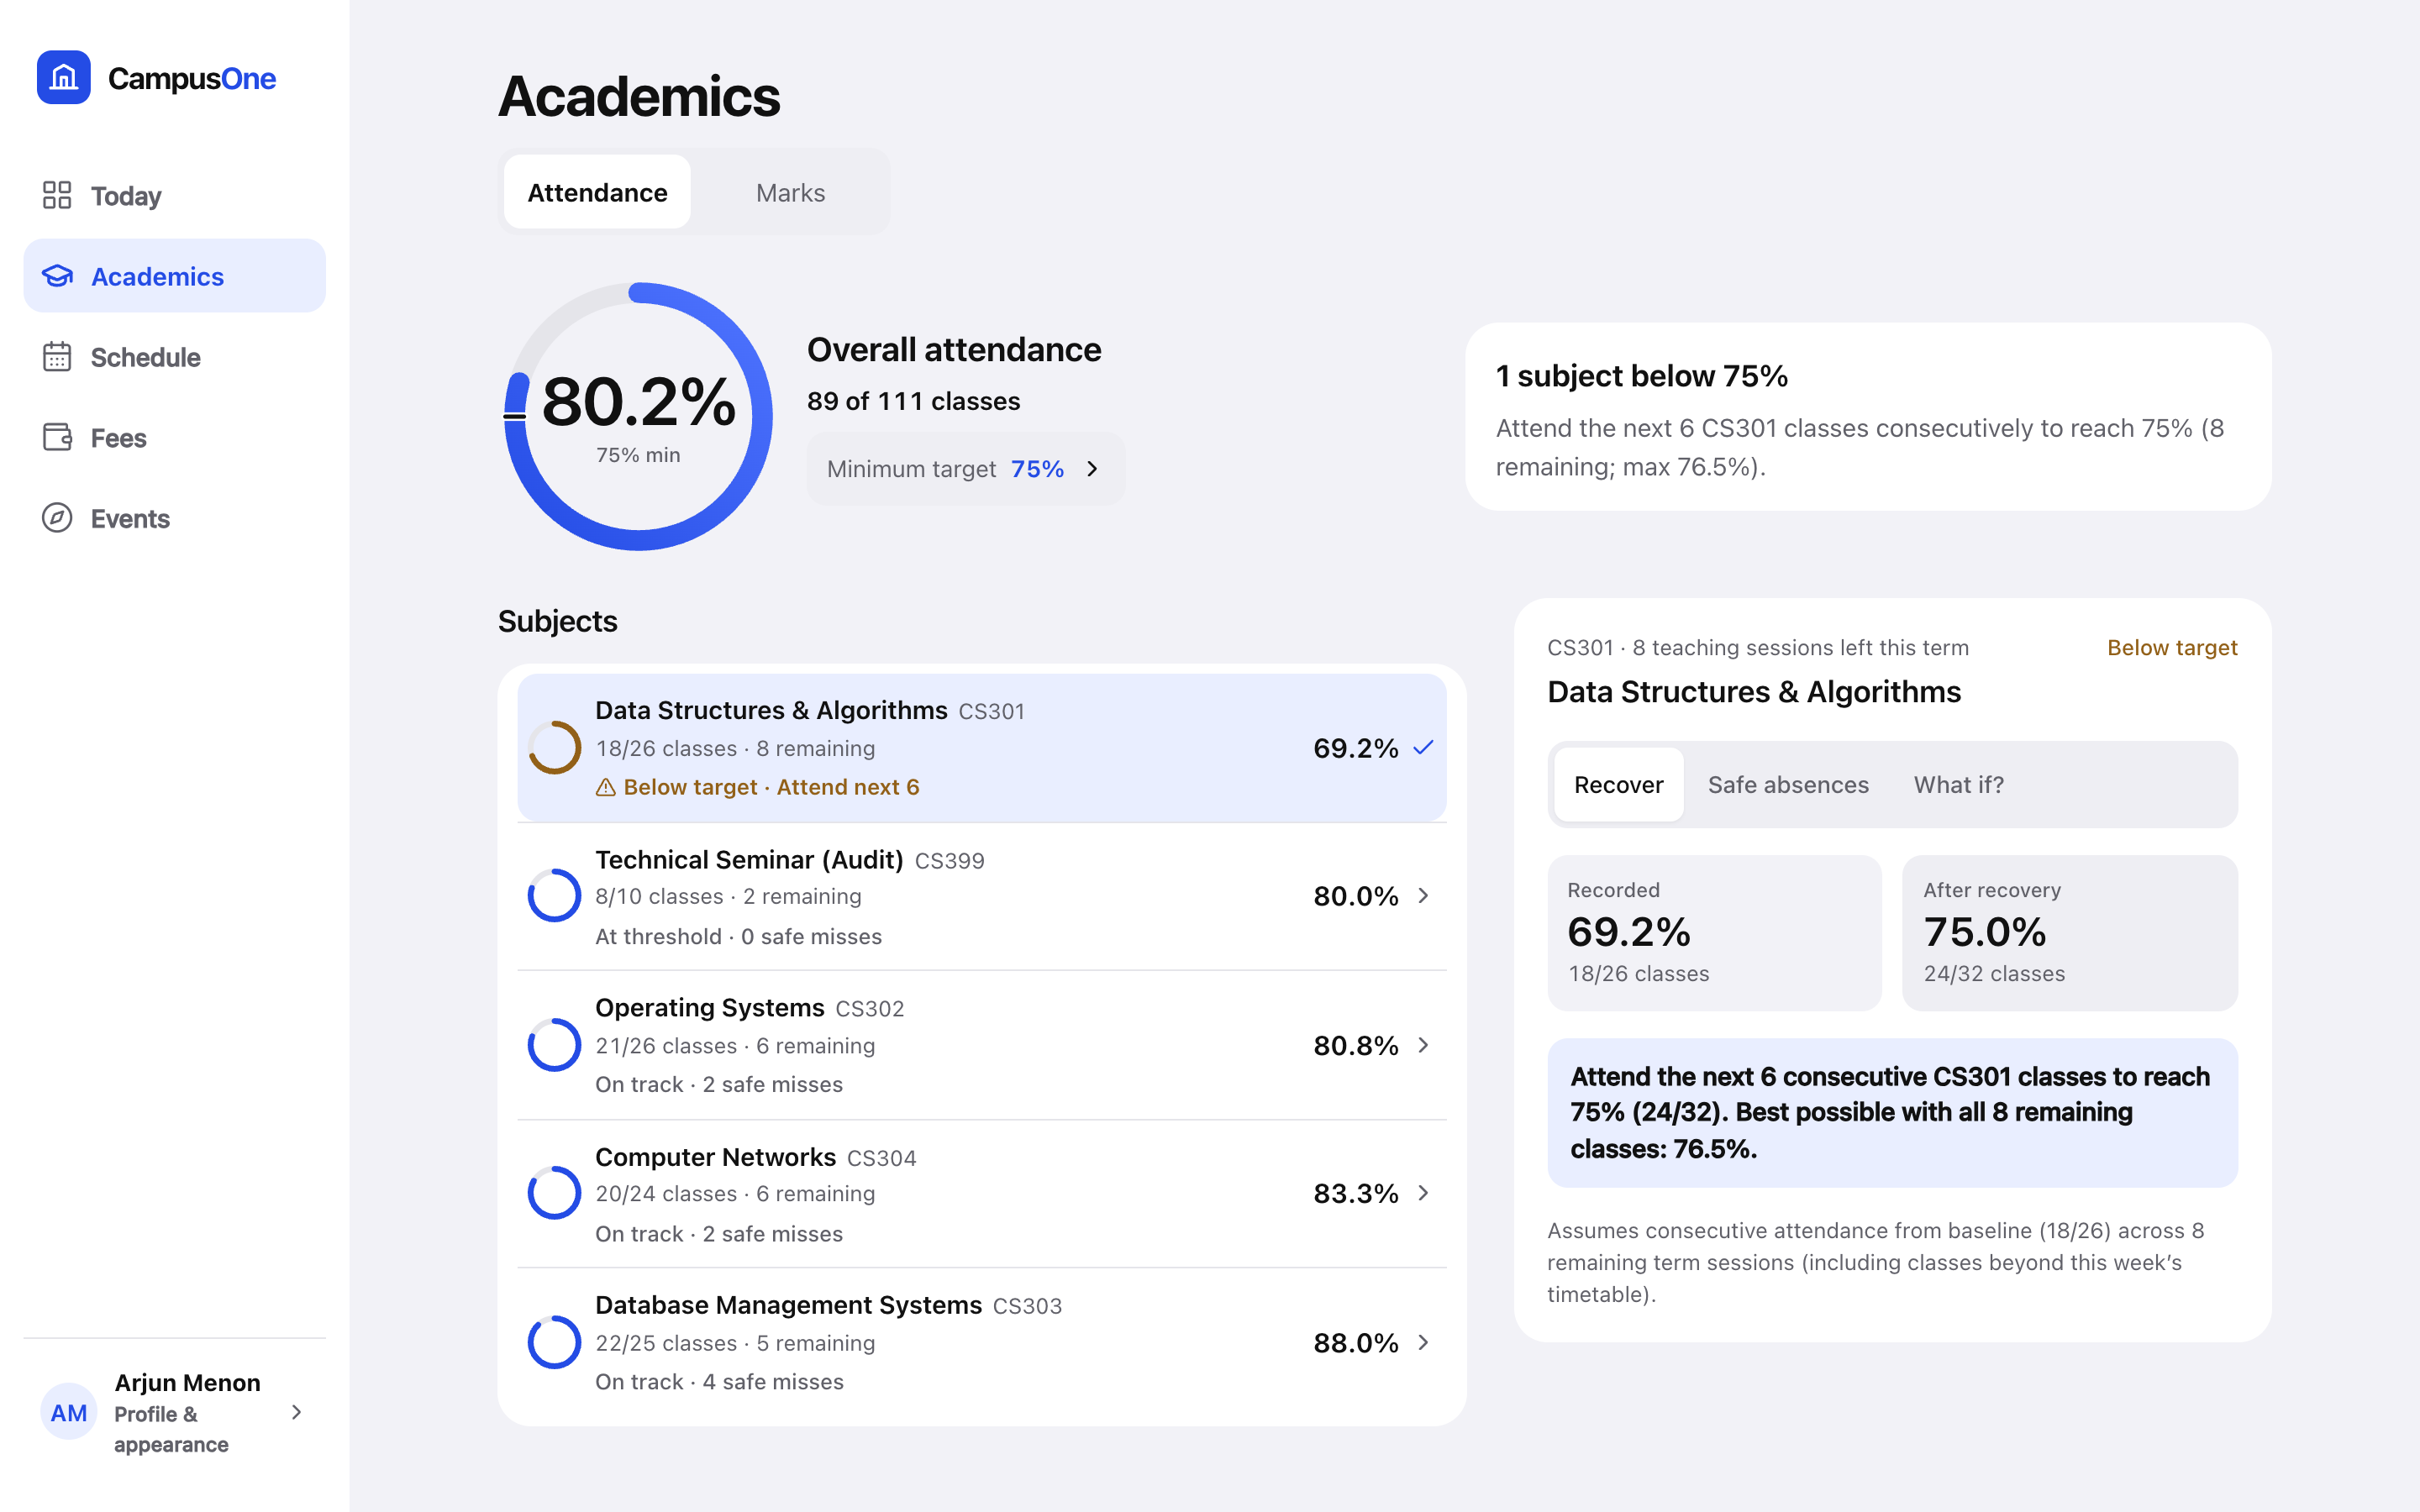 CampusOne
Today
Academics
Schedule
Fees
Events
Arjun Menon
AM
Profile &
appearance
Academics
Attendance
Marks
80.2%
75% min
Overall attendance
89 of 111 classes
Minimum target 75%
1 subject below 75%
Attend the next 6 CS301 classes consecutively to reach 75% (8
remaining; max 76.5%).
Subjects
Data Structures & Algorithms CS301
18/26 classes · 8 remaining
69.2%
Below target · Attend next 6
Technical Seminar (Audit) CS399
8/10 classes · 2 remaining
80.0%
At threshold · 0 safe misses
Operating Systems CS302
21/26 classes · 6 remaining
80.8%
On track · 2 safe misses
Computer Networks CS304
20/24 classes · 6 remaining
83.3%
On track · 2 safe misses
Database Management Systems CS303
22/25 classes · 5 remaining
88.0%
On track · 4 safe misses
CS301 · 8 teaching sessions left this term
Below target
Data Structures & Algorithms
Recover
Safe absences
What if?
Recorded
69.2%
18/26 classes
After recovery
75.0%
24/32 classes
Attend the next 6 consecutive CS301 classes to reach
75% (24/32). Best possible with all 8 remaining
classes: 76.5%.
Assumes consecutive attendance from baseline (18/26) across 8
remaining term sessions (including classes beyond this week’s
timetable).